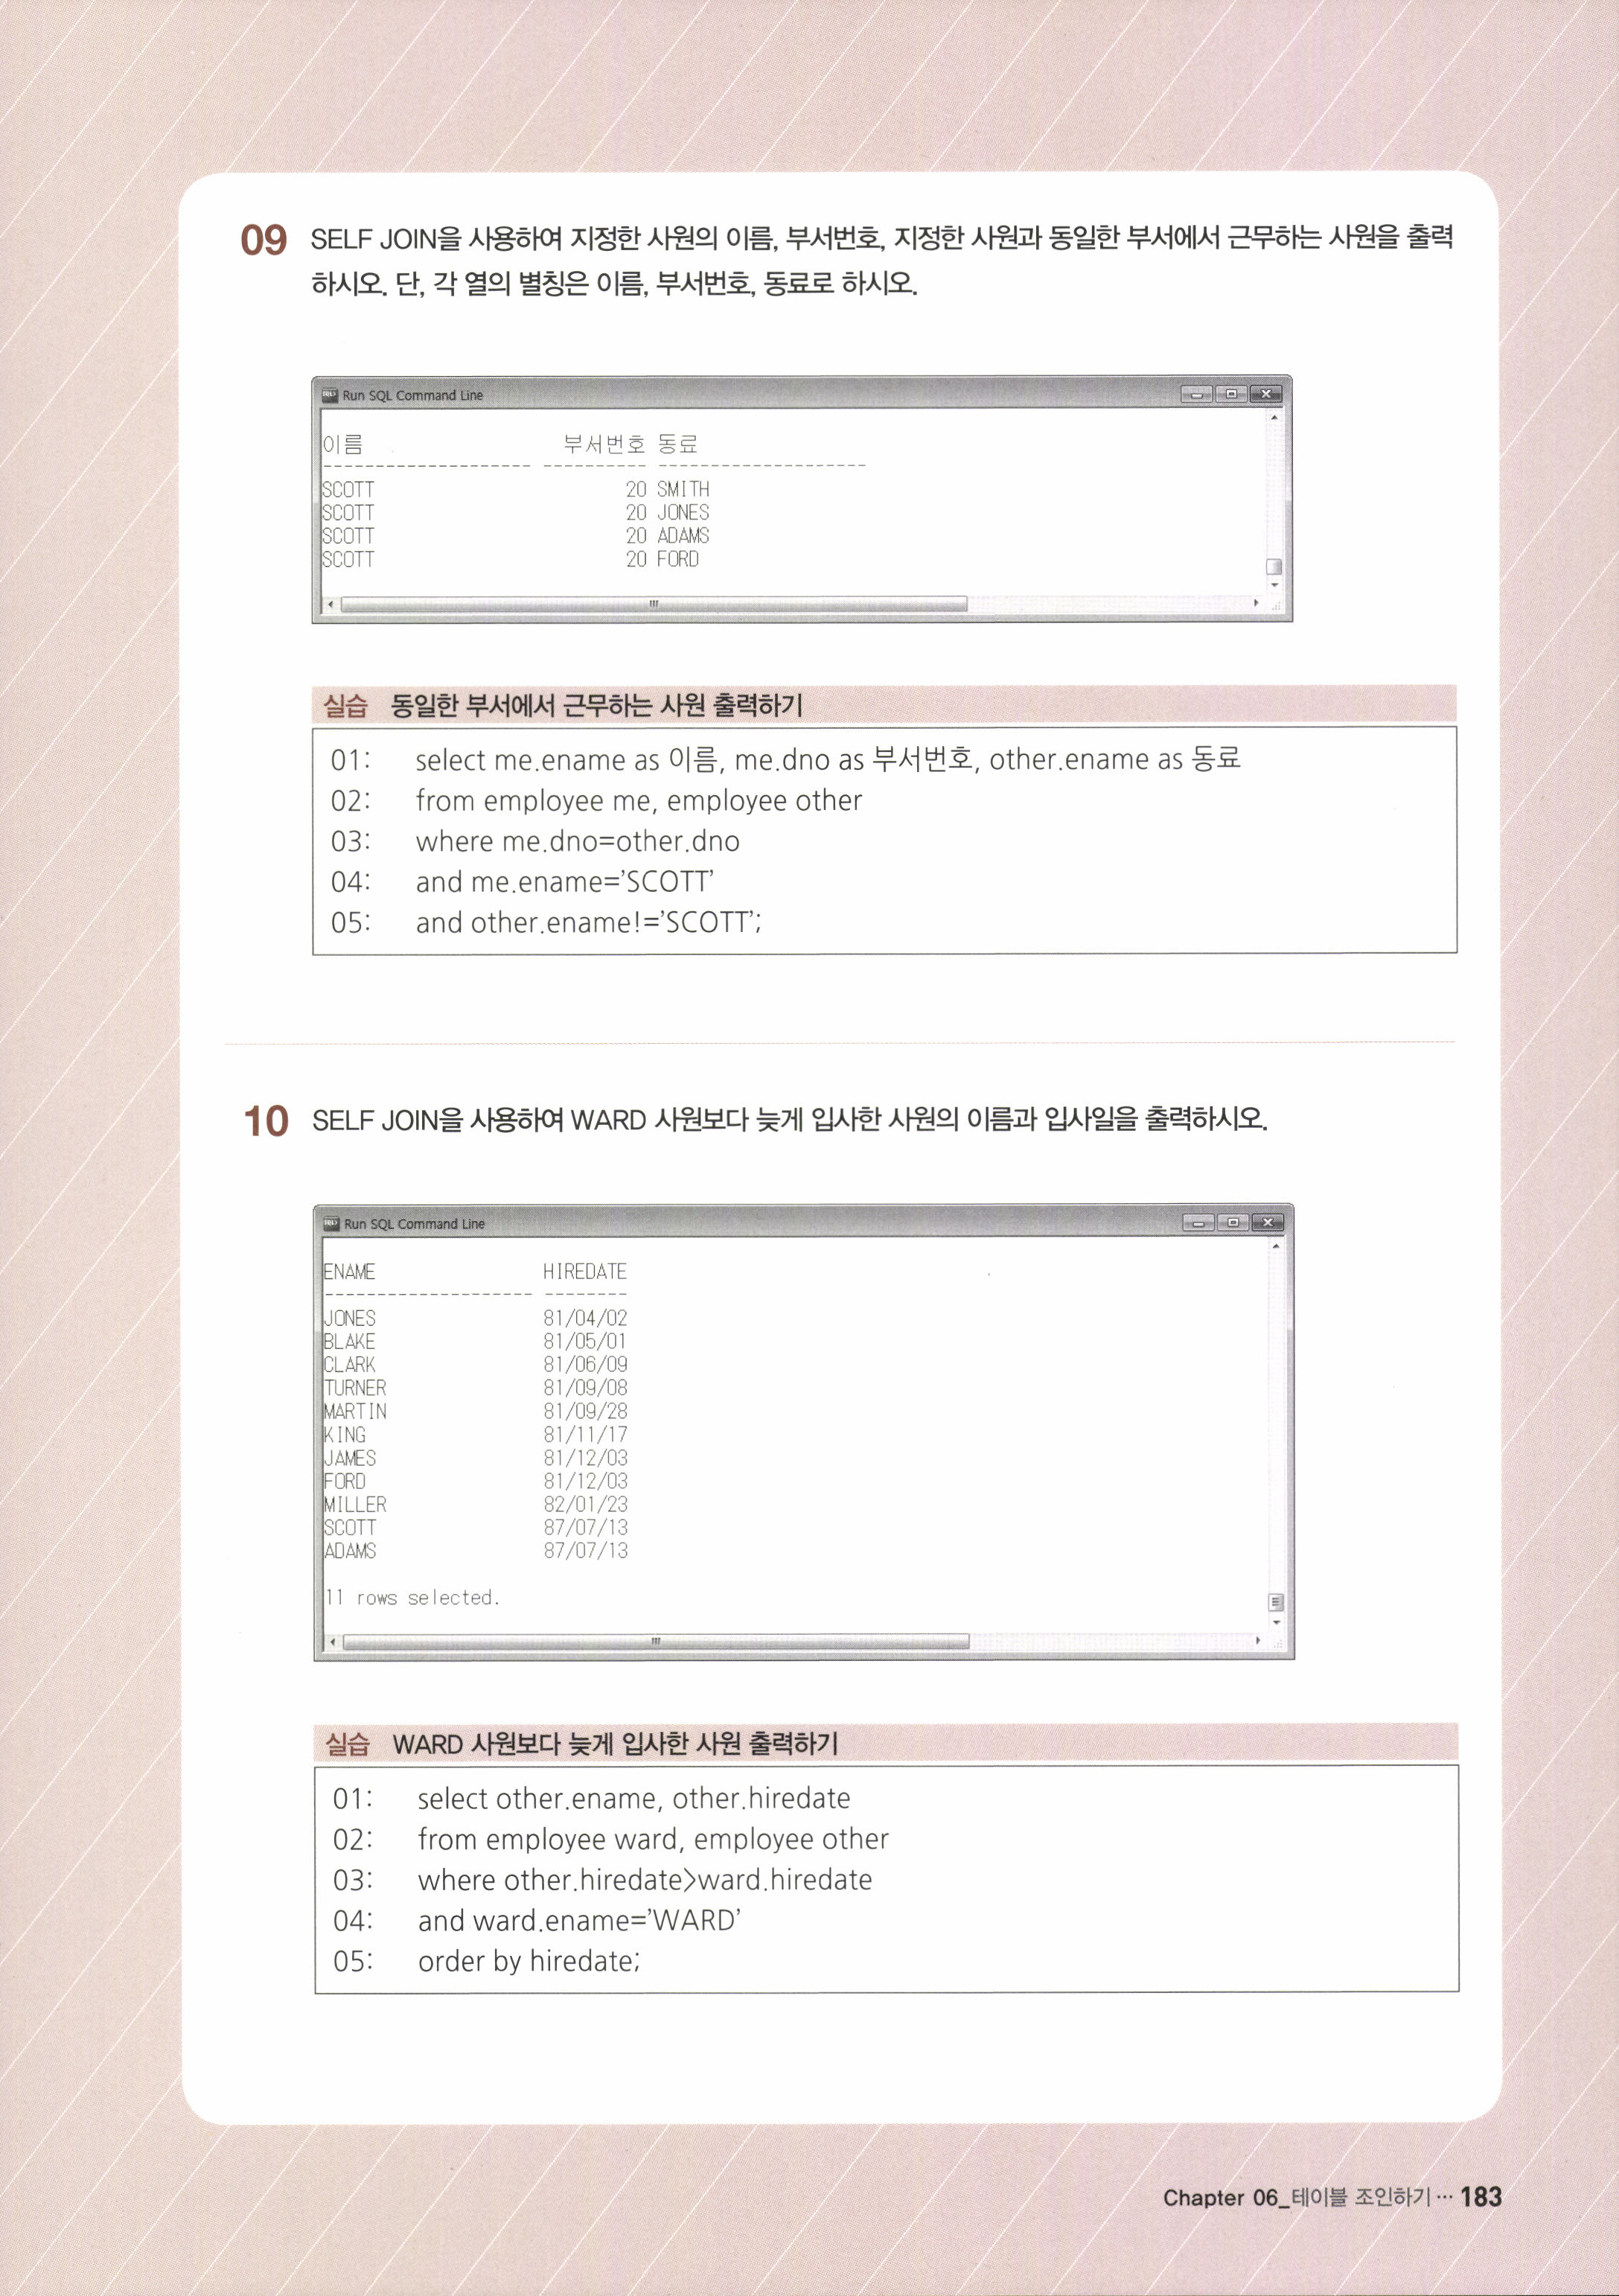 09 SELF JOIN을 사용하여 지정한 사원의 이름, 부서번호, 지정한 사원과 동일한 부서에서 근무하는 사원을 출력
하시오. 단, 각 열의 별칭은 이름, 부서번호, 동료로 하시오.
Run SQL Command Line
이름 부서번호 동료
-------------------- ---------- --------------------
SCOTT 20 SMITH
SCOTT 20 JONES
SCOTT 20 ADAMS
SCOTT 20 FORD
실습 동일한 부서에서 근무하는 사원 출력하기
01: select me.ename as 이름, me.dno as 부서번호, other.ename as 동료
02: from employee me, employee other
03: where me.dno=other.dno
04: and me.ename=’SCOTT’
05: and other.ename!=’SCOTT’;
10 SELF JOIN을 사용하여 WARD 사원보다 늦게 입사한 사원의 이름과 입사일을 출력하시오.
Run SQL Command Line
ENAME HIREDATE
-------------------- --------
JONES 81/04/02
BLAKE 81/05/01
CLARK 81/06/09
TURNER 81/09/08
MARTIN 81/09/28
KING 81/11/17
JAMES 81/12/03
FORD 81/12/03
MILLER 82/01/23
SCOTT 87/07/13
ADAMS 87/07/13
11 rows selected.
실습 WARD 사원보다 늦게 입사한 사원 출력하기
01: select other.ename, other.hiredate
02: from employee ward, employee other
03: where other.hiredate>ward.hiredate
04: and ward.ename=’WARD’
05: order by hiredate;
Chapter 06_테이블 조인하기 ··· 183